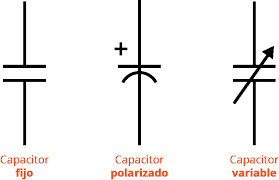 +
Capacitor
fijo
Capacitor
polarizado
Capacitor
variable